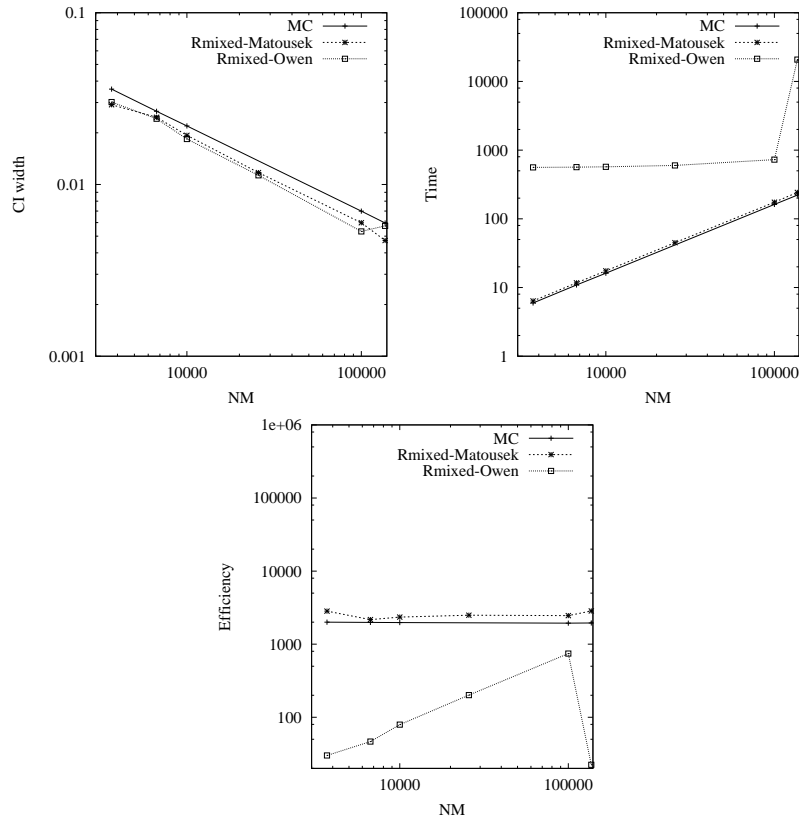 0.1
0.01
0.001
10000
100000
CI width
NM
MC
Rmixed-Matousek
Rmixed-Owen
100000
10000
1000
100
10
1
10000
100000
Time
NM
MC
Rmixed-Matousek
Rmixed-Owen
1e+06
100000
10000
1000
100
10000
100000
Efficiency
NM
MC
Rmixed-Matousek
Rmixed-Owen